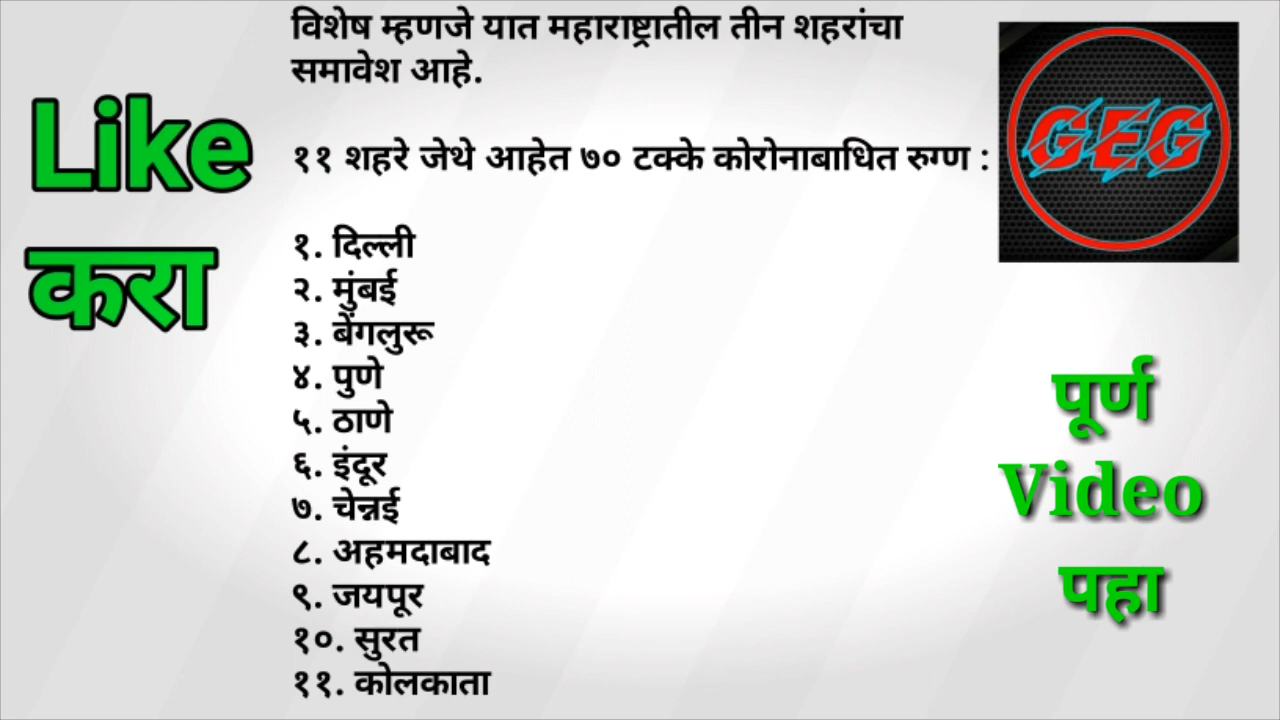 विशेष म्हणजे यात महाराष्ट्रातील तीन शहरांचा
समावेश आहे.
११ शहरे जेथे आहेत ७० टक्के कोरोनाबाधित रुग्ण :
१. दिल्ली
२. मुंबई
३. बेंगलुरू
४. पुणे
५. ठाणे
६. इंदूर
७. चेन्नई
८. अहमदाबाद
९. जयपूर
१०. सुरत
११. कोलकाता
Like
करा
GEG
पूर्ण
Video
पहा